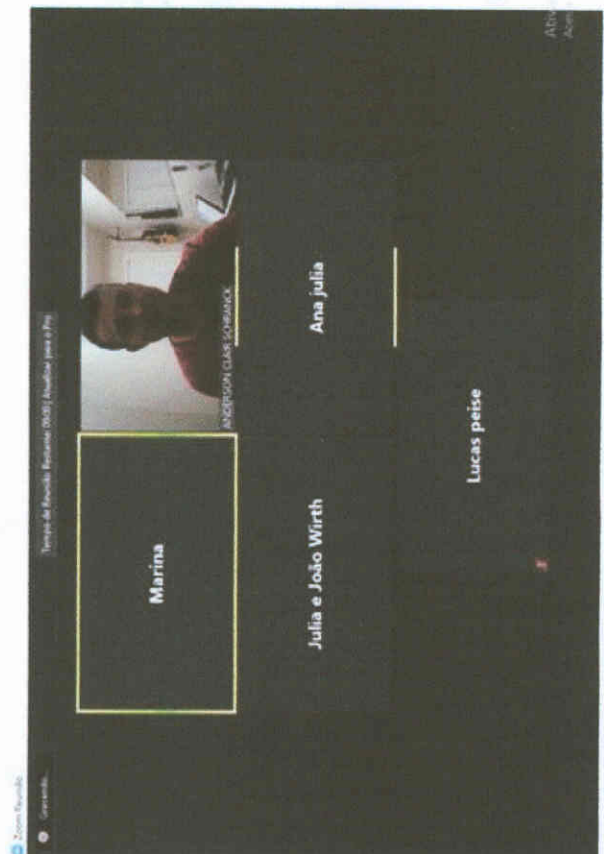 Zoom Reunião
Gravando...
Tempo de Reunião Restante: 09:00 | Atualizar para o Pro
Marina
ANDERSON CLAIR SCHRANCK
Julia e João Wirth
Ana julia
Lucas peise